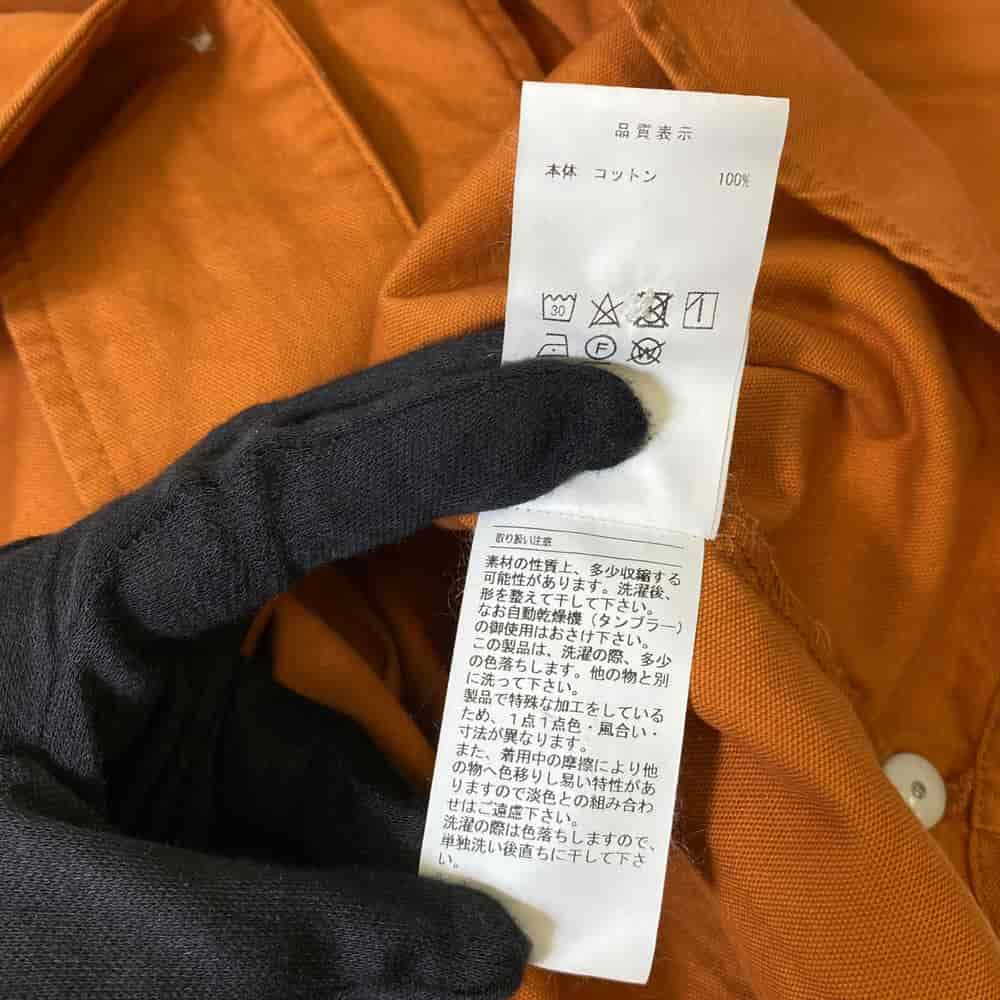 品質表示
本体 コットン 100%
30
F
W
取り扱い注意
素材の性質上、多少収縮する
可能性があります。洗濯後、
形を整えて干して下さい。
なお自動乾燥機（タンブラー）
の御使用はおさけ下さい。
この製品は、洗濯の際、多少
の色落ちします。他の物と別
に洗って下さい。
製品で特殊な加工をしている
ため、１点１点色・風合い・
寸法が異なります。
また、着用中の摩擦により他
の物へ色移りし易い特性があ
りますので淡色との組み合わ
せはご遠慮下さい。
洗濯の際は色落ちしますので、
単独洗い後直ちに干して下さ
い。